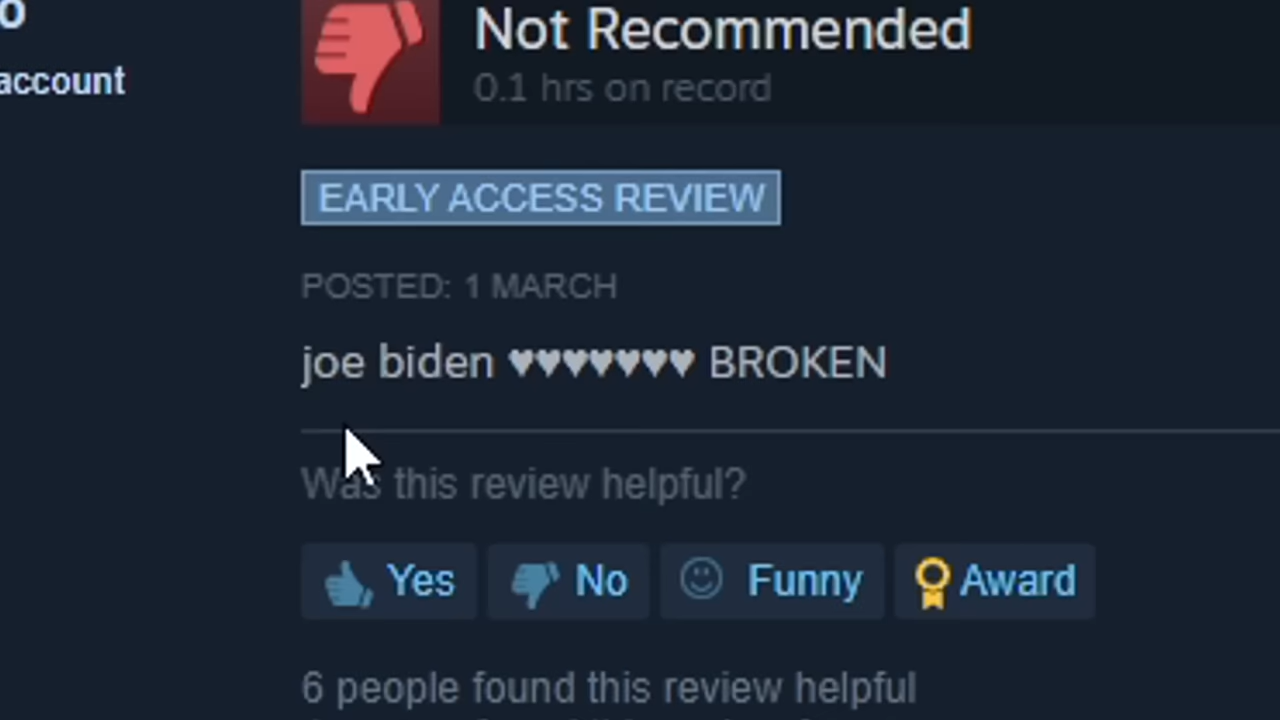 o
Not Recommended
account
0.1 hrs on record
EARLY ACCESS REVIEW
POSTED: 1 MARCH
joe biden ♥♥♥♥♥♥♥ BROKEN
Was this review helpful?
Yes No Funny Award
6 people found this review helpful